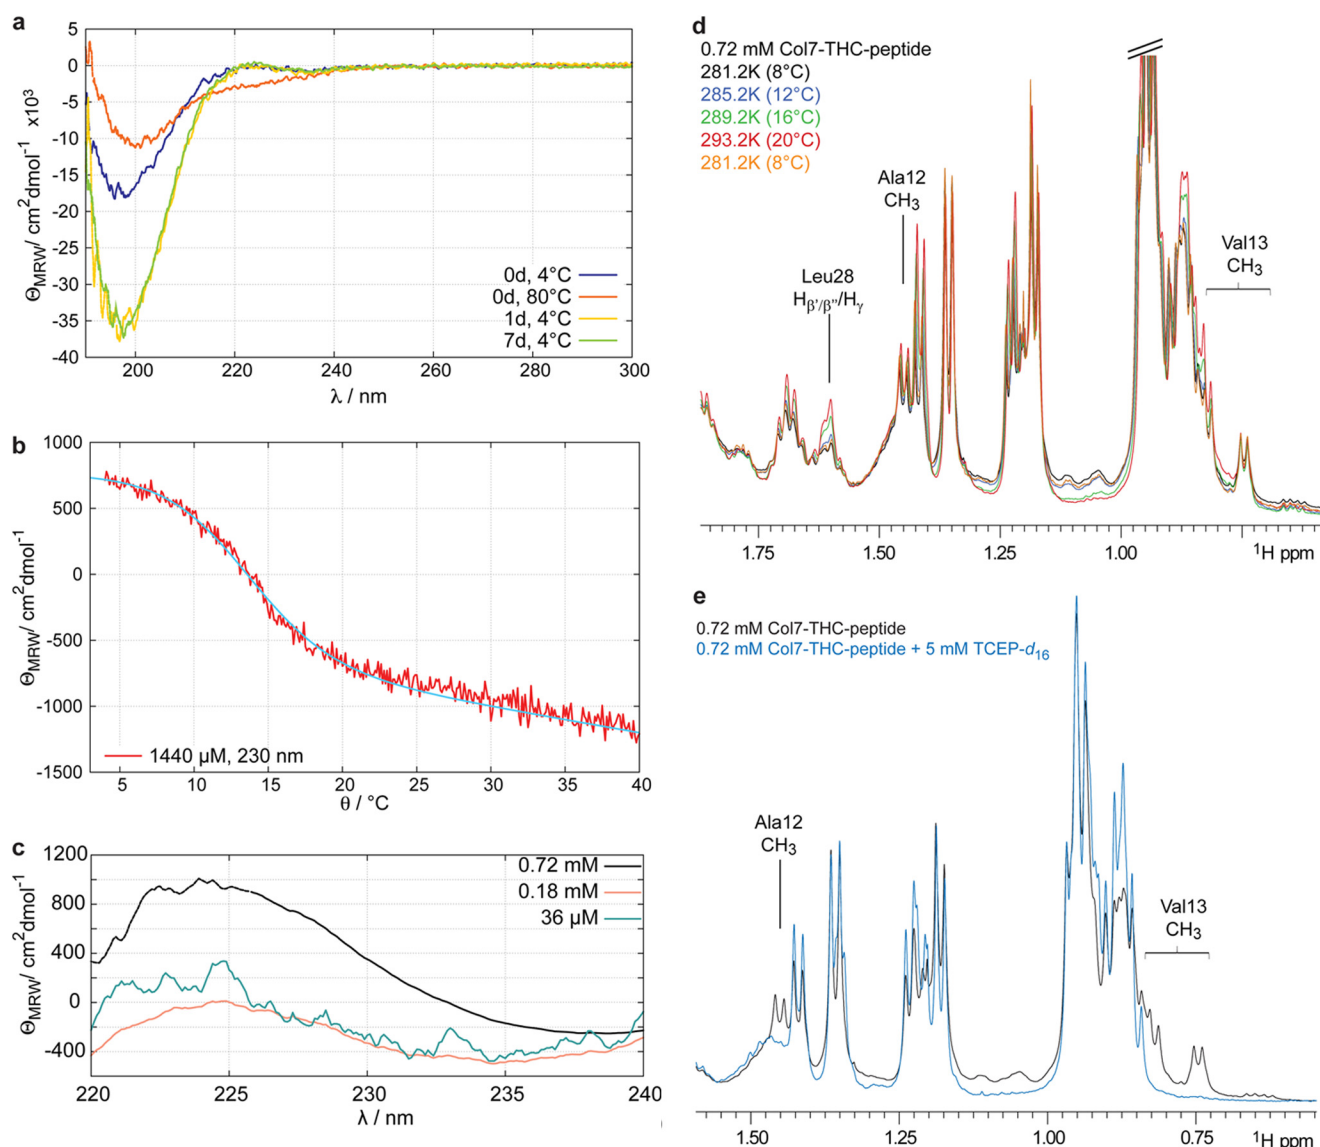 a
5
0
-5
-10
-15
-20
-25
-30
-35
-40
ΘMRW/ cm2dmol-1 x103
0d, 4°C
0d, 80°C
1d, 4°C
7d, 4°C
200 220 240 260 280 300
λ / nm
b
1000
500
0
-500
-1000
-1500
ΘMRW/ cm2dmol-1
1440 µM, 230 nm
5 10 15 20 25 30 35 40
θ / °C
c
1200
800
400
0
-400
ΘMRW/ cm2dmol-1
0.72 mM
0.18 mM
36 µM
220 225 230 235 240
λ / nm
d
0.72 mM Col7-THC-peptide
281.2K (8°C)
285.2K (12°C)
289.2K (16°C)
293.2K (20°C)
281.2K (8°C)
Ala12
CH3
Leu28
Hβ'/β''/Hγ
Val13
CH3
1.75 1.50 1.25 1.00 1H ppm
e
0.72 mM Col7-THC-peptide
0.72 mM Col7-THC-peptide + 5 mM TCEP-d16
Ala12
CH3
Val13
CH3
1.50 1.25 1.00 0.75 1H ppm